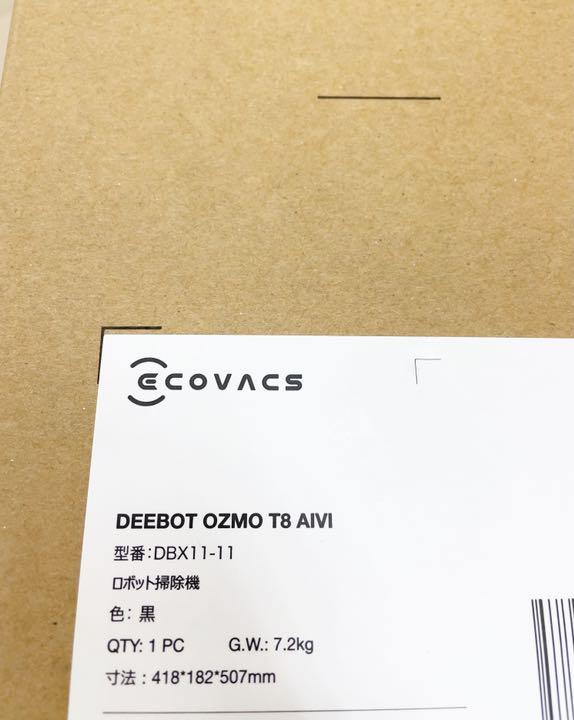 ECOVACS
DEEBOT OZMO T8 AIVI
型番:DBX11-11
ロボット掃除機
色: 黒
QTY: 1 PC G.W.: 7.2kg
寸法 : 418*182*507mm